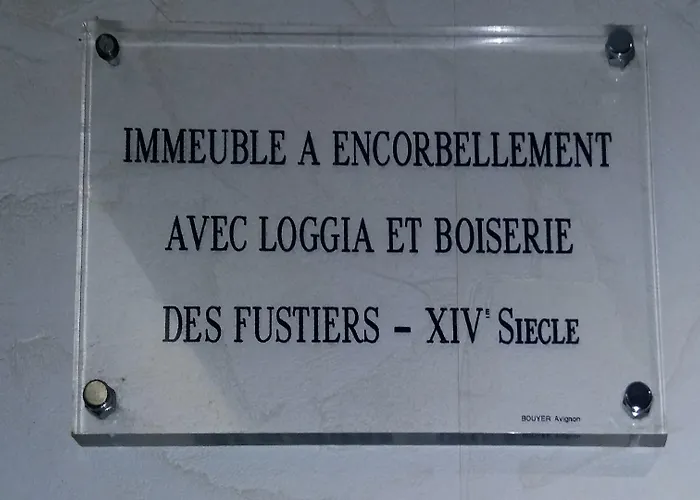 IMMEUBLE A ENCORBELLEMENT
AVEC LOGGIA ET BOISERIE
DES FUSTIERS – XIVᵉ SIECLE
BOUYER Avignon